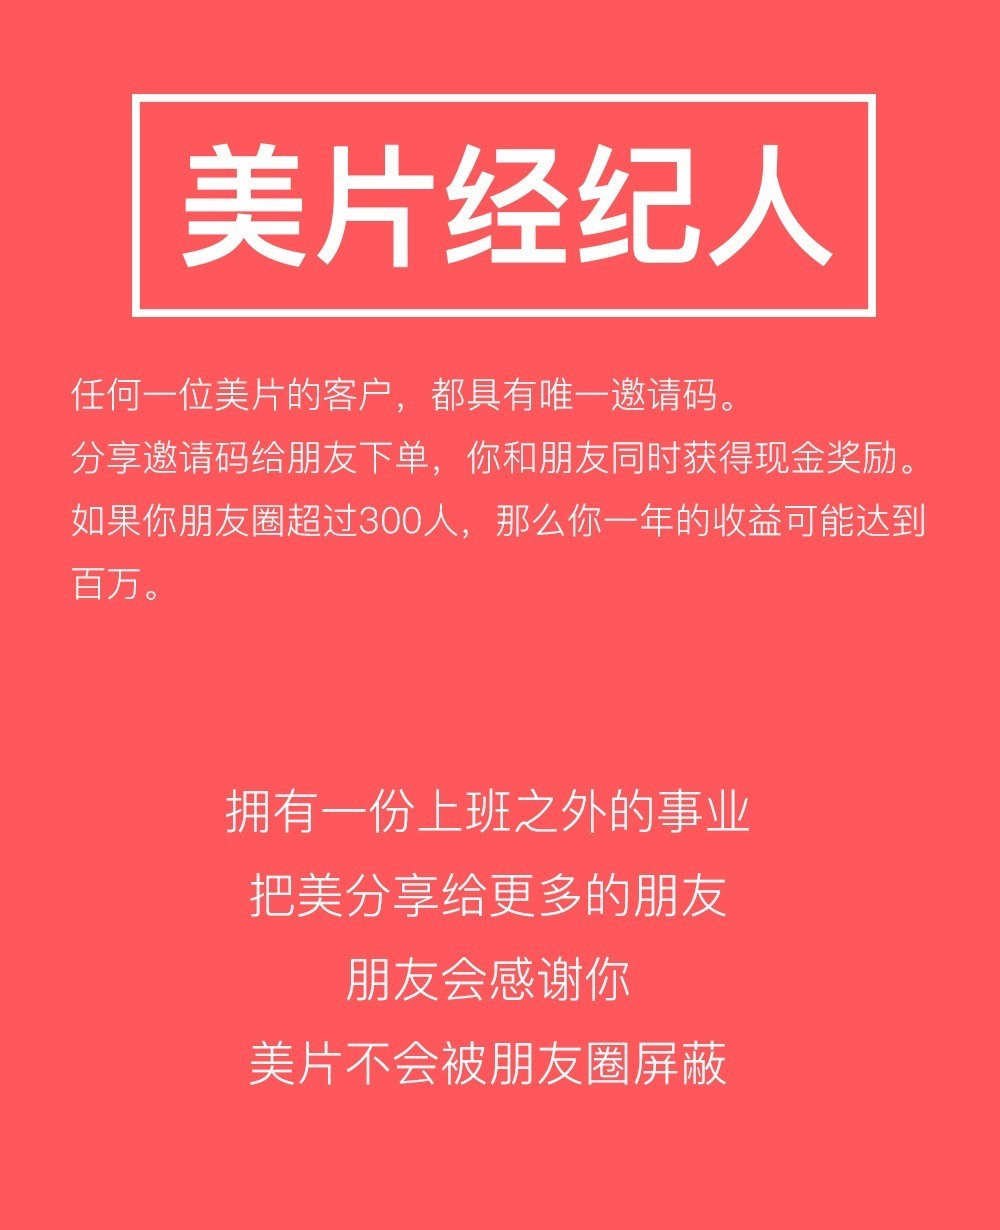 美片经纪人
任何一位美片的客户，都具有唯一邀请码。
分享邀请码给朋友下单，你和朋友同时获得现金奖励。
如果你朋友圈超过300人，那么你一年的收益可能达到
百万。
拥有一份上班之外的事业
把美分享给更多的朋友
朋友会感谢你
美片不会被朋友圈屏蔽